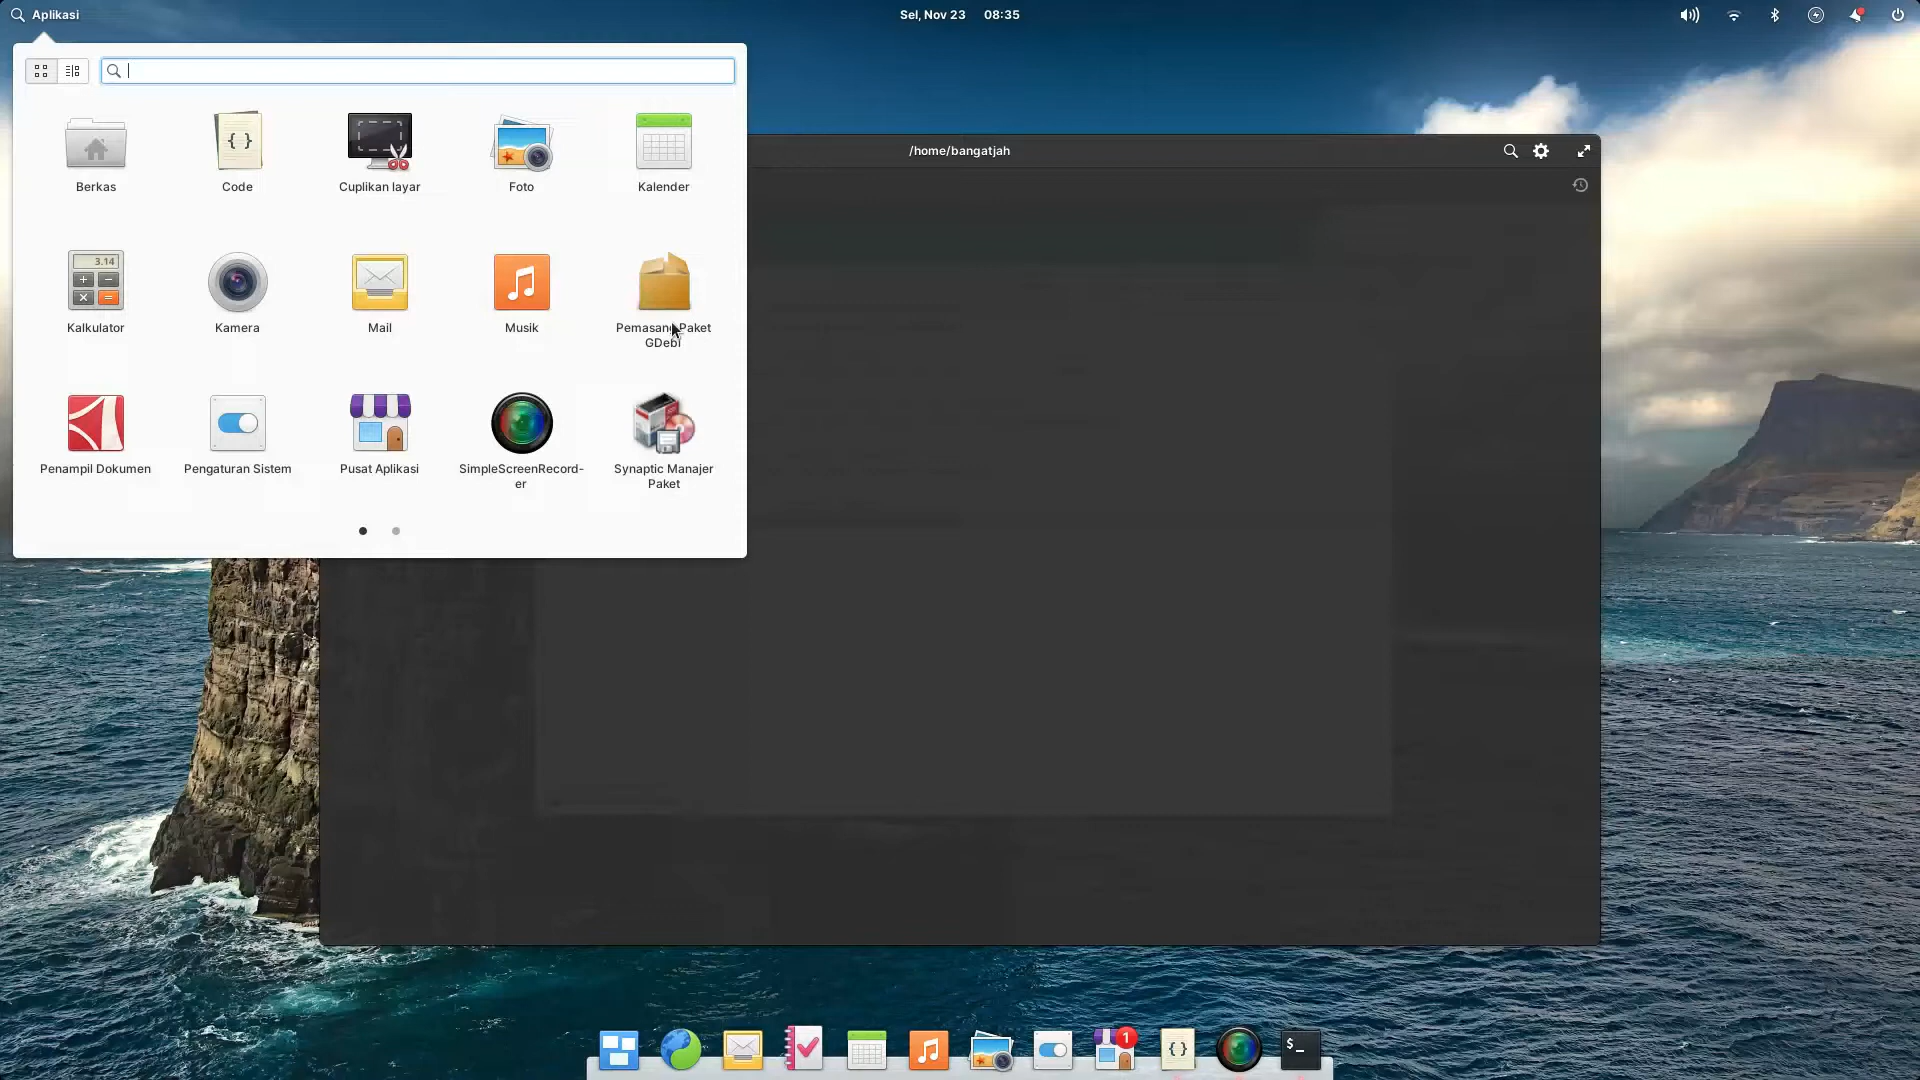 Aplikasi
Sel, Nov 23 08:35
/home/bangatjah
Berkas
Code
Cuplikan layar
Foto
Kalender
3.14
Kalkulator
Kamera
Mail
Musik
Pemasang Paket
GDebi
Penampil Dokumen
Pengaturan Sistem
Pusat Aplikasi
SimpleScreenRecord-
er
Synaptic Manajer
Paket
1
$_